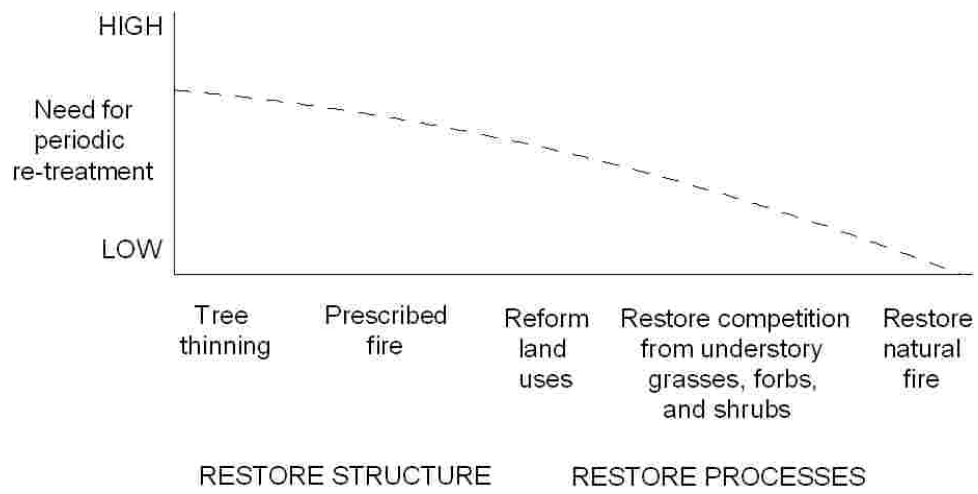 HIGH
Need for
periodic
re-treatment
LOW
Tree
thinning
Prescribed
fire
Reform
land
uses
Restore competition
from understory
grasses, forbs,
and shrubs
Restore
natural
fire
RESTORE STRUCTURE
RESTORE PROCESSES